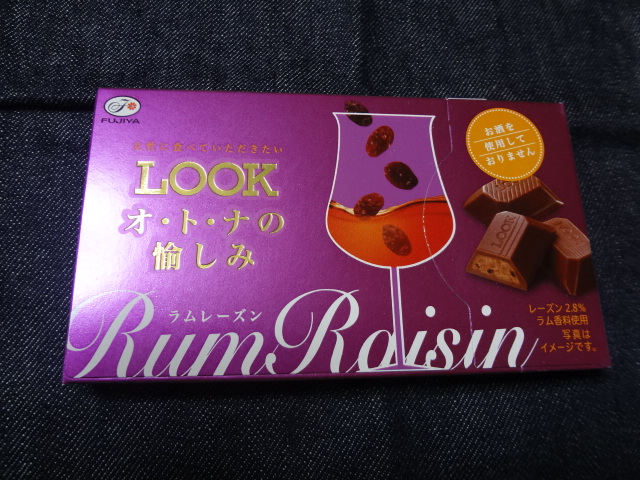 FUJIYA
大切に食べていただきたい
LOOK
オ・ト・ナの
愉しみ
ラムレーズン
Rum Raisin
お酒を
使用して
おりません
LOOK
LOOK
レーズン2.8%
ラム香料使用
写真は
イメージです。